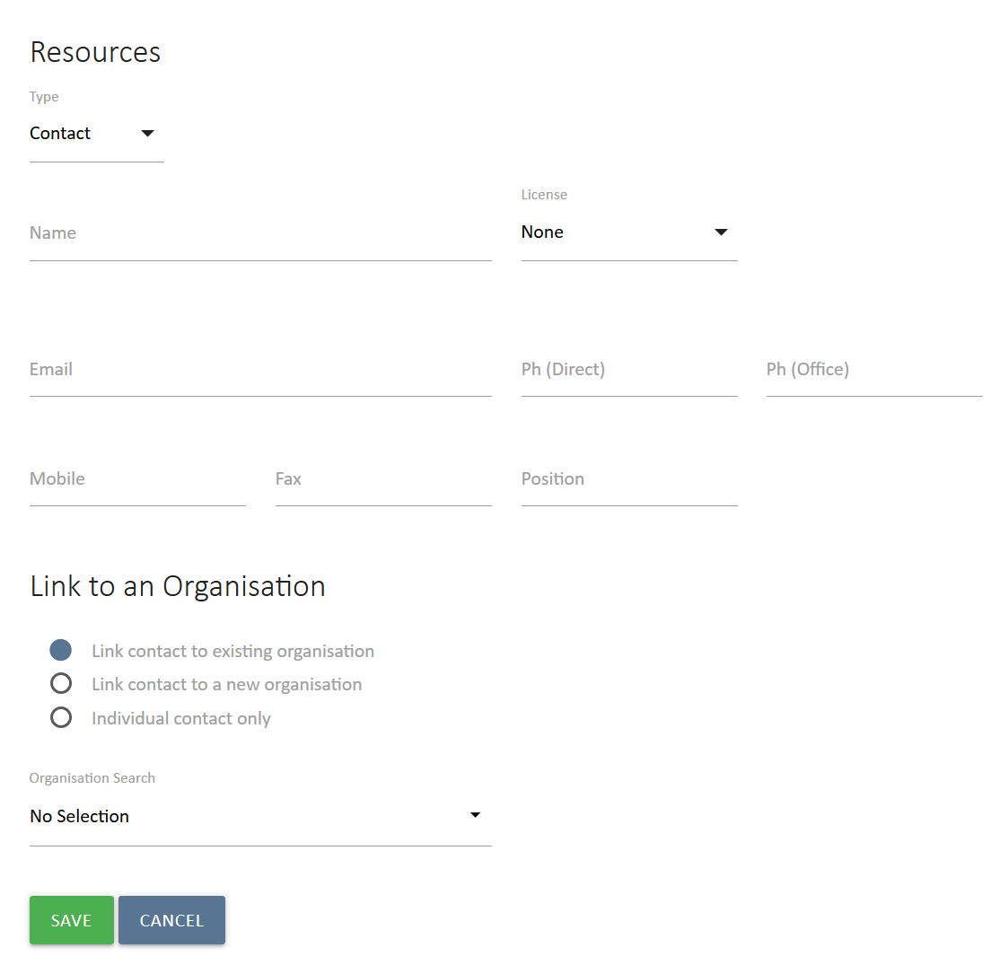 Resources
Type
Contact
License
Name
None
Email
Ph (Direct)
Ph (Office)
Mobile
Fax
Position
Link to an Organisation
Link contact to existing organisation
Link contact to a new organisation
Individual contact only
Organisation Search
No Selection
SAVE
CANCEL